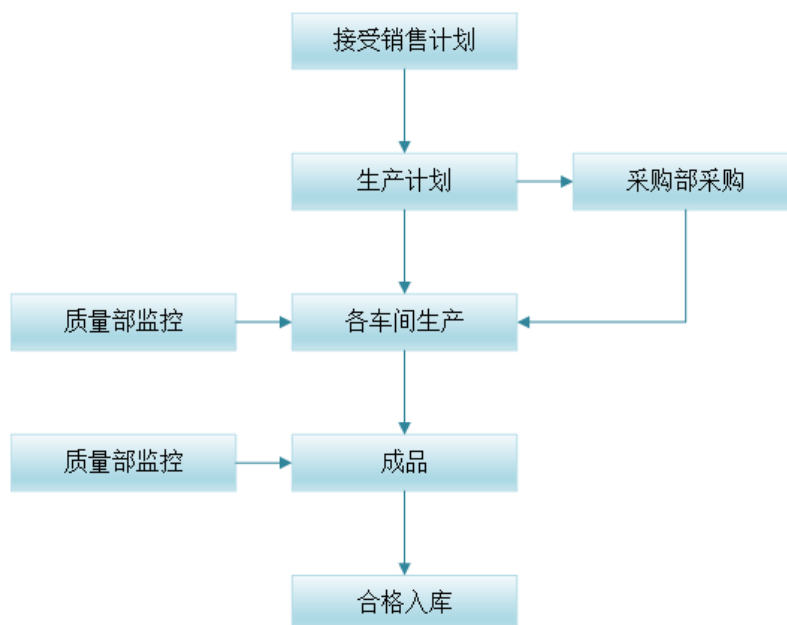 接受销售计划
生产计划
采购部采购
质量部监控
各车间生产
质量部监控
成品
合格入库